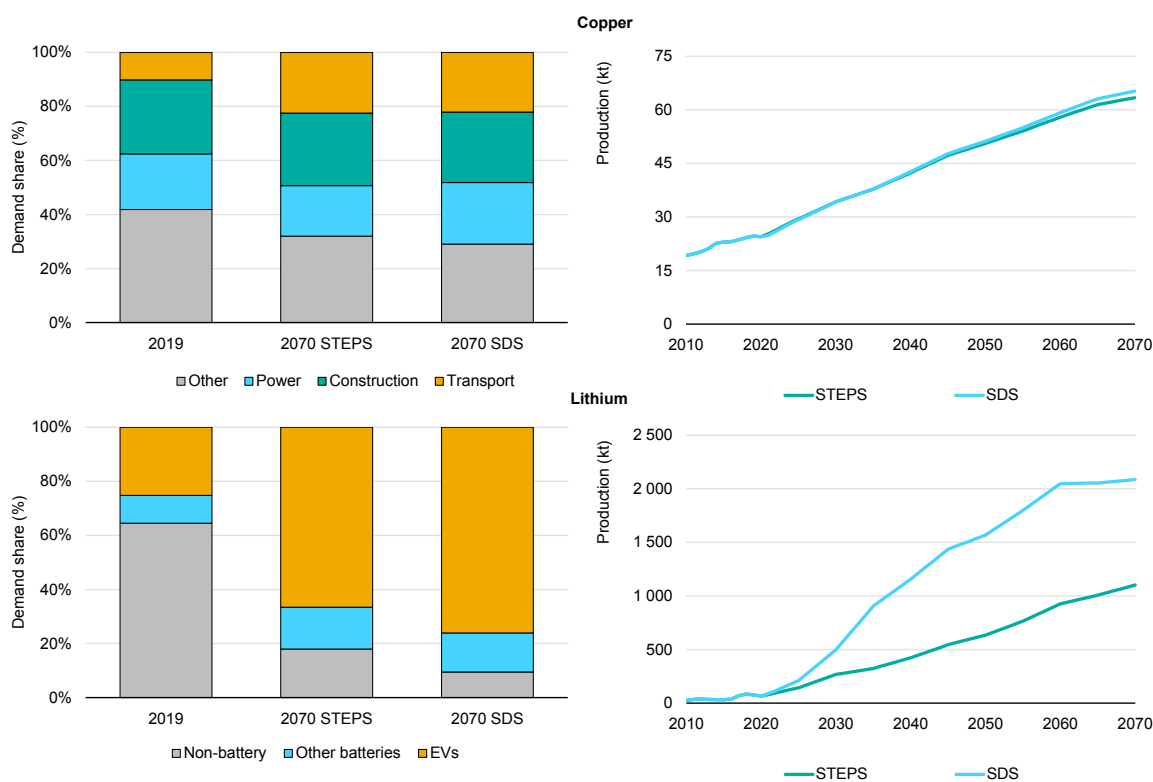 Copper
Demand share (%)
100%
80%
60%
40%
20%
0%
2019 2070 STEPS 2070 SDS
Other Power Construction Transport
Production (kt)
75
60
45
30
15
0
2010 2020 2030 2040 2050 2060 2070
STEPS SDS
Lithium
Demand share (%)
100%
80%
60%
40%
20%
0%
2019 2070 STEPS 2070 SDS
Non-battery Other batteries EVs
Production (kt)
2 500
2 000
1 500
1 000
500
0
2010 2020 2030 2040 2050 2060 2070
STEPS SDS